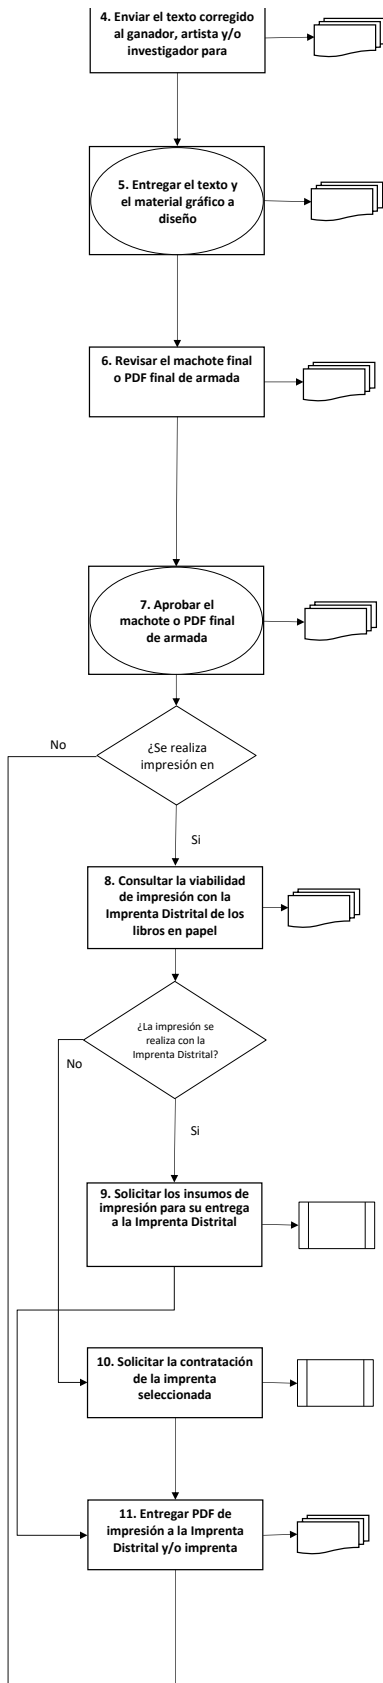 4. Enviar el texto corregido
al ganador, artista y/o
investigador para
5. Entregar el texto y
el material gráfico a
diseño
6. Revisar el machote final
o PDF final de armada
7. Aprobar el
machote o PDF final
de armada
¿Se realiza
impresión en
No
Si
8. Consultar la viabilidad
de impresión con la
Imprenta Distrital de los
libros en papel
¿La impresión se
realiza con la
Imprenta Distrital?
No
Si
9. Solicitar los insumos de
impresión para su entrega
a la Imprenta Distrital
10. Solicitar la contratación
de la imprenta
seleccionada
11. Entregar PDF de
impresión a la Imprenta
Distrital y/o imprenta